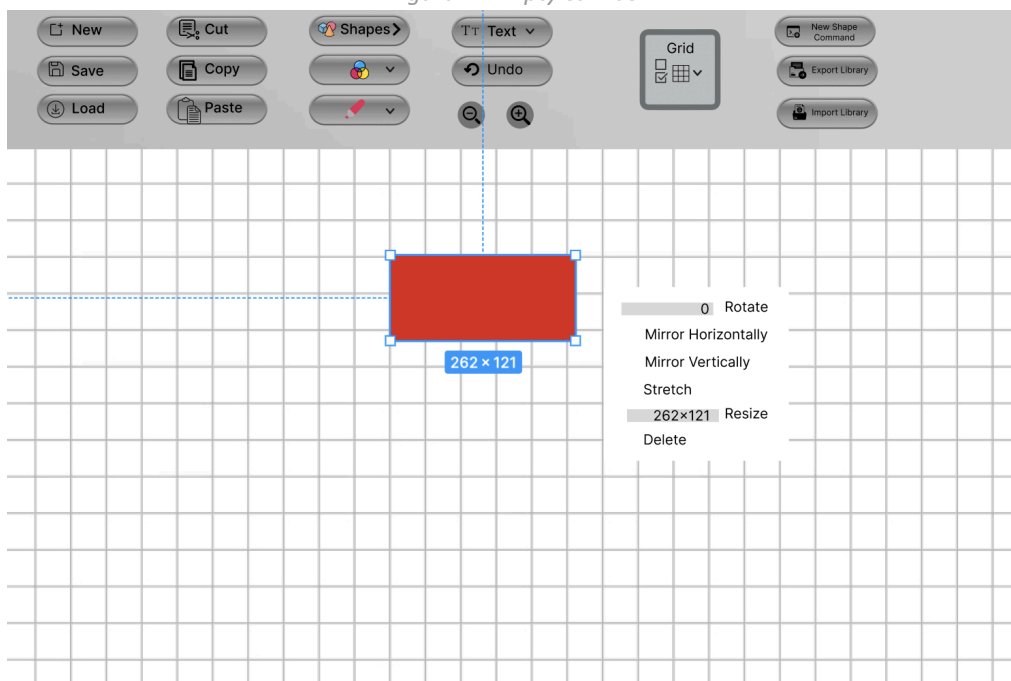 New
Cut
Shapes
TT Text
Save
Copy
Undo
Load
Paste
Grid
New Shape
Command
Export Library
Import Library
262 × 121
0 Rotate
Mirror Horizontally
Mirror Vertically
Stretch
262×121 Resize
Delete